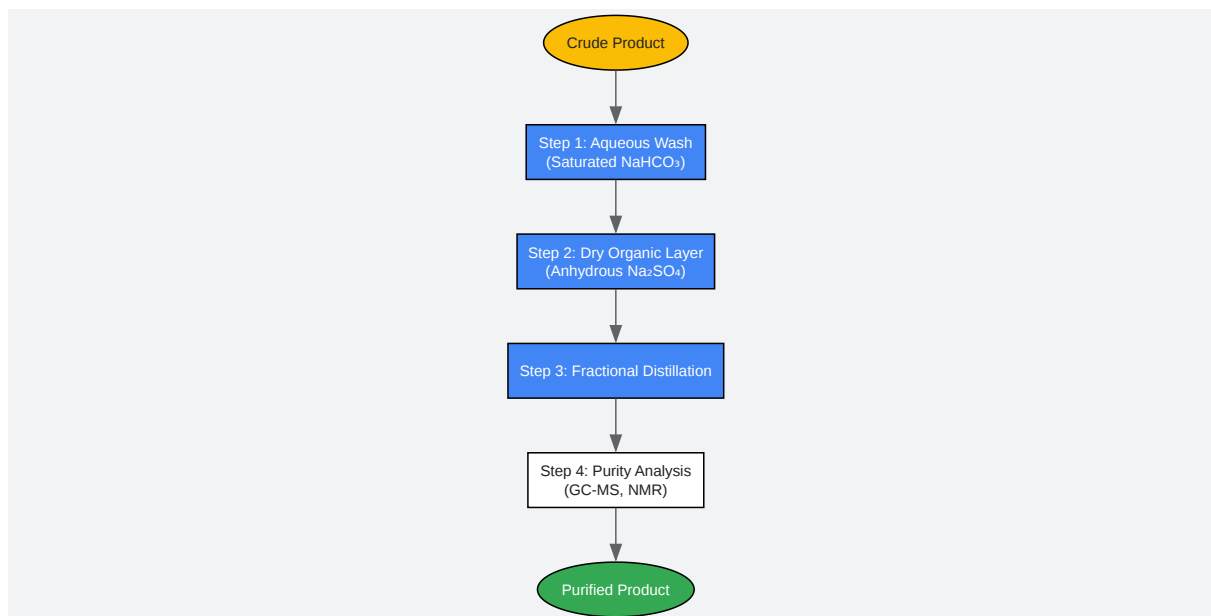 Crude Product
Step 1: Aqueous Wash
(Saturated NaHCO₃)
Step 2: Dry Organic Layer
(Anhydrous Na₂SO₄)
Step 3: Fractional Distillation
Step 4: Purity Analysis
(GC-MS, NMR)
Purified Product